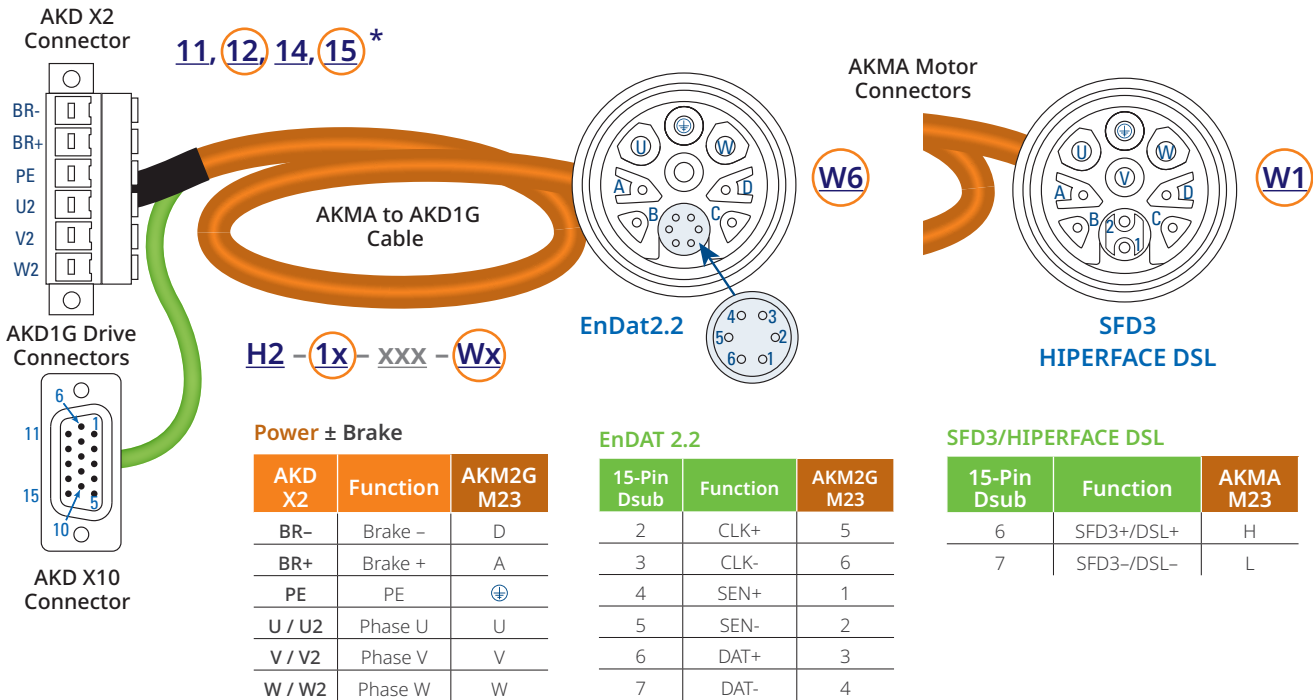 AKD X2
Connector
11, 12, 14, 15 *
AKMA Motor
Connectors
BR-
BR+
PE
U2
V2
W2
AKMA to AKD1G
Cable
U
W
A
D
B
C
W6
U
W
V
A
D
B
C
2
1
W1
EnDat2.2
4
3
5
2
6
1
SFD3
HIPERFACE DSL
AKD1G Drive
Connectors
H2 – 1x – xxx – Wx
6
1
11
15
5
10
AKD X10
Connector
Power ± Brake
AKD X2 Function AKM2G M23
BR– Brake – D
BR+ Brake + A
PE PE
U / U2 Phase U U
V / V2 Phase V V
W / W2 Phase W W
EnDAT 2.2
15-Pin Dsub Function AKM2G M23
2 CLK+ 5
3 CLK- 6
4 SEN+ 1
5 SEN- 2
6 DAT+ 3
7 DAT- 4
SFD3/HIPERFACE DSL
15-Pin Dsub Function AKMA M23
6 SFD3+/DSL+ H
7 SFD3–/DSL– L